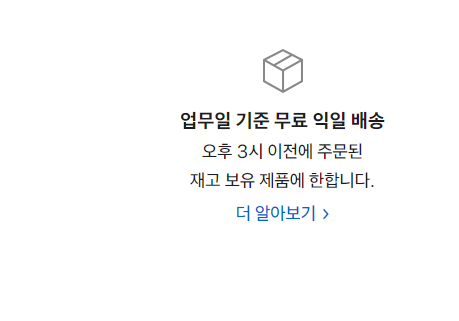 업무일 기준 무료 익일 배송
오후 3시 이전에 주문된
재고 보유 제품에 한합니다.
더 알아보기 >